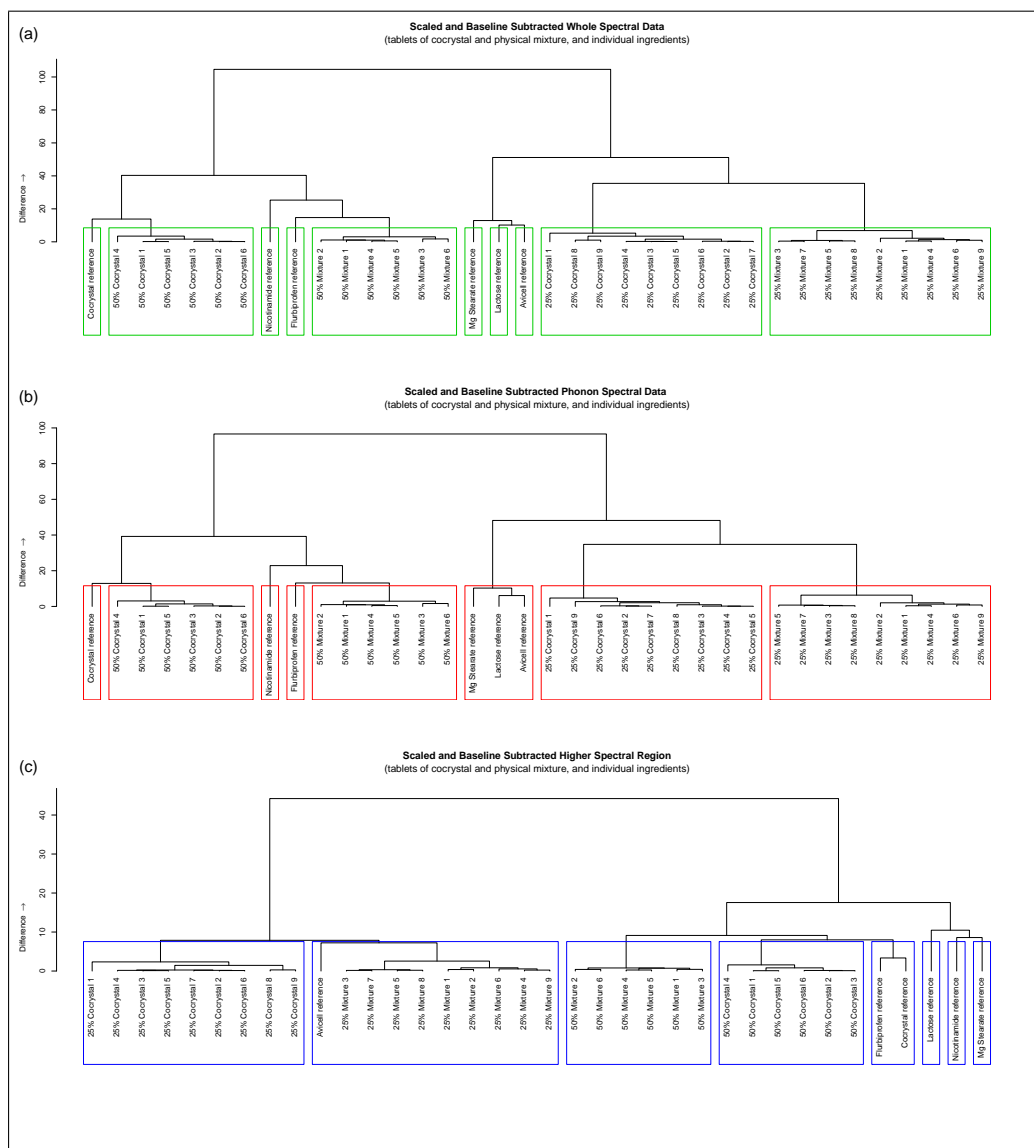 (a)
Scaled and Baseline Subtracted Whole Spectral Data
(tablets of cocrystal and physical mixture, and individual ingredients)
Difference →
0
20
40
60
80
100
Cocrystal reference
50% Cocrystal 4
50% Cocrystal 1
50% Cocrystal 5
50% Cocrystal 3
50% Cocrystal 2
50% Cocrystal 6
Nicotinamide reference
Flurbiprofen reference
50% Mixture 2
50% Mixture 1
50% Mixture 4
50% Mixture 5
50% Mixture 3
50% Mixture 6
Mg Stearate reference
Lactose reference
Avicell reference
25% Cocrystal 1
25% Cocrystal 8
25% Cocrystal 9
25% Cocrystal 4
25% Cocrystal 3
25% Cocrystal 5
25% Cocrystal 6
25% Cocrystal 2
25% Cocrystal 7
25% Mixture 3
25% Mixture 7
25% Mixture 5
25% Mixture 8
25% Mixture 2
25% Mixture 1
25% Mixture 4
25% Mixture 6
25% Mixture 9
(b)
Scaled and Baseline Subtracted Phonon Spectral Data
(tablets of cocrystal and physical mixture, and individual ingredients)
Difference →
0
20
40
60
80
100
Cocrystal reference
50% Cocrystal 4
50% Cocrystal 1
50% Cocrystal 5
50% Cocrystal 3
50% Cocrystal 2
50% Cocrystal 6
Nicotinamide reference
Flurbiprofen reference
50% Mixture 2
50% Mixture 1
50% Mixture 4
50% Mixture 5
50% Mixture 3
50% Mixture 6
Mg Stearate reference
Lactose reference
Avicell reference
25% Cocrystal 1
25% Cocrystal 9
25% Cocrystal 6
25% Cocrystal 2
25% Cocrystal 7
25% Cocrystal 8
25% Cocrystal 3
25% Cocrystal 4
25% Cocrystal 5
25% Mixture 5
25% Mixture 7
25% Mixture 3
25% Mixture 8
25% Mixture 2
25% Mixture 1
25% Mixture 4
25% Mixture 6
25% Mixture 9
(c)
Scaled and Baseline Subtracted Higher Spectral Region
(tablets of cocrystal and physical mixture, and individual ingredients)
Difference →
0
10
20
30
40
25% Cocrystal 1
25% Cocrystal 4
25% Cocrystal 3
25% Cocrystal 5
25% Cocrystal 7
25% Cocrystal 2
25% Cocrystal 6
25% Cocrystal 8
25% Cocrystal 9
Avicell reference
25% Mixture 3
25% Mixture 7
25% Mixture 5
25% Mixture 8
25% Mixture 1
25% Mixture 2
25% Mixture 6
25% Mixture 4
25% Mixture 9
50% Mixture 2
50% Mixture 6
50% Mixture 4
50% Mixture 5
50% Mixture 1
50% Mixture 3
50% Cocrystal 4
50% Cocrystal 1
50% Cocrystal 5
50% Cocrystal 6
50% Cocrystal 2
50% Cocrystal 3
Flurbiprofen reference
Cocrystal reference
Lactose reference
Nicotinamide reference
Mg Stearate reference